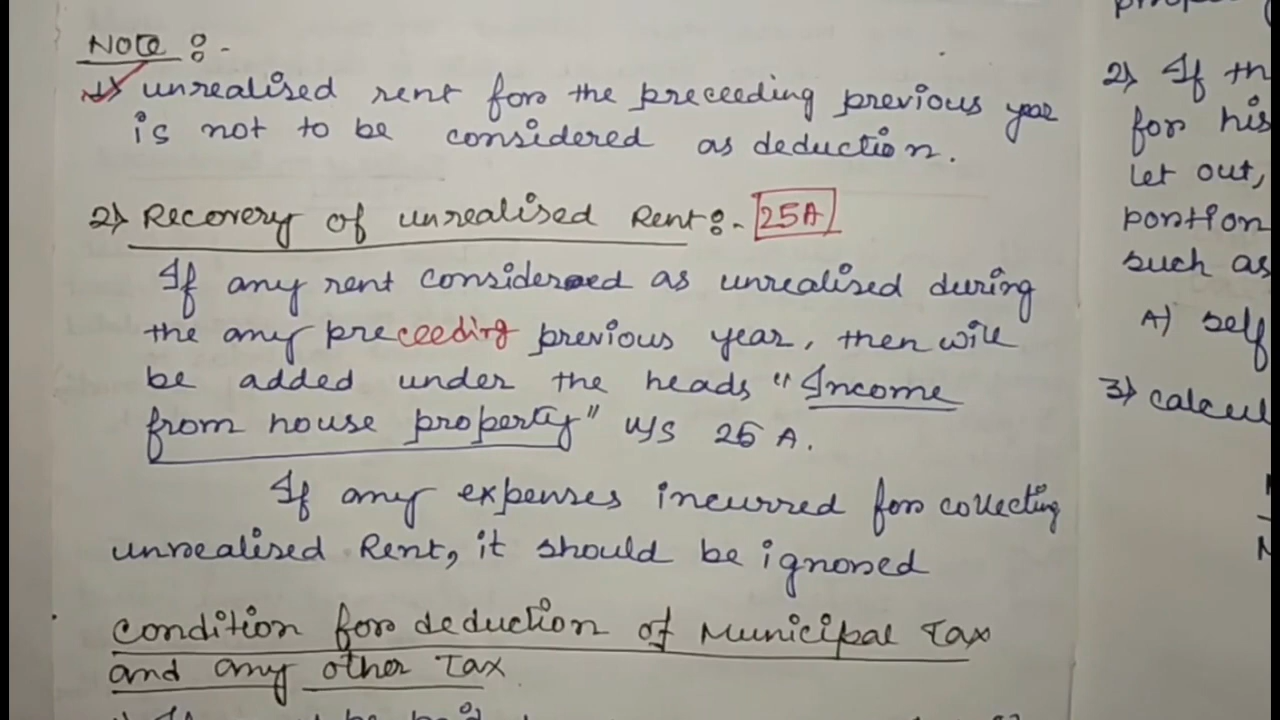 Note :-
1) unrealised rent for the preceeding previous year
is not to be considered as deduction.
2) Recovery of unrealised Rent:- 25A
If any rent considered as unrealised during
the any preceeding previous year, then will
be added under the heads "Income
from house property" u/s 25 A.
If any expenses incurred for collecting
unrealised Rent, it should be ignored
condition for deduction of Municipal Tax
and any other Tax
2) If th
for his
let out,
portion
such as
A) self
3) calcul